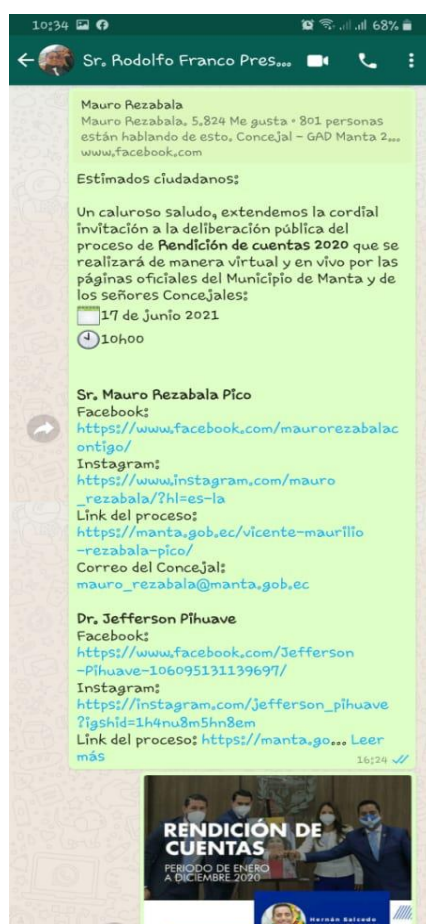 10:34 68%
Sr. Rodolfo Franco Pres...
Mauro Rezabala
Mauro Rezabala. 5,824 Me gusta • 801 personas
están hablando de esto. Concejal – GAD Manta 2...
www.facebook.com
Estimados ciudadanos:
Un caluroso saludo, extendemos la cordial
invitación a la deliberación pública del
proceso de Rendición de cuentas 2020 que se
realizará de manera virtual y en vivo por las
páginas oficiales del Municipio de Manta y de
los señores Concejales:
17 de junio 2021
10h00
Sr. Mauro Rezabala Pico
Facebook:
https://www.facebook.com/maurorezabalac
ontigo/
Instagram:
https://www.instagram.com/mauro
_rezabala/?hl=es-la
Link del proceso:
https://manta.gob.ec/vicente-maurilio
-rezabala-pico/
Correo del Concejal:
mauro_rezabala@manta.gob.ec
Dr. Jefferson Pihuave
Facebook:
https://www.facebook.com/Jefferson
-Pihuave-106095131139697/
Instagram:
https://instagram.com/jefferson_pihuave
?igshid=1h4nu8m5hn8em
Link del proceso: https://manta.go... Leer
más 16:24
RENDICIÓN DE
CUENTAS
PERIODO DE ENERO
A DICIEMBRE 2020
Hernán Salcedo